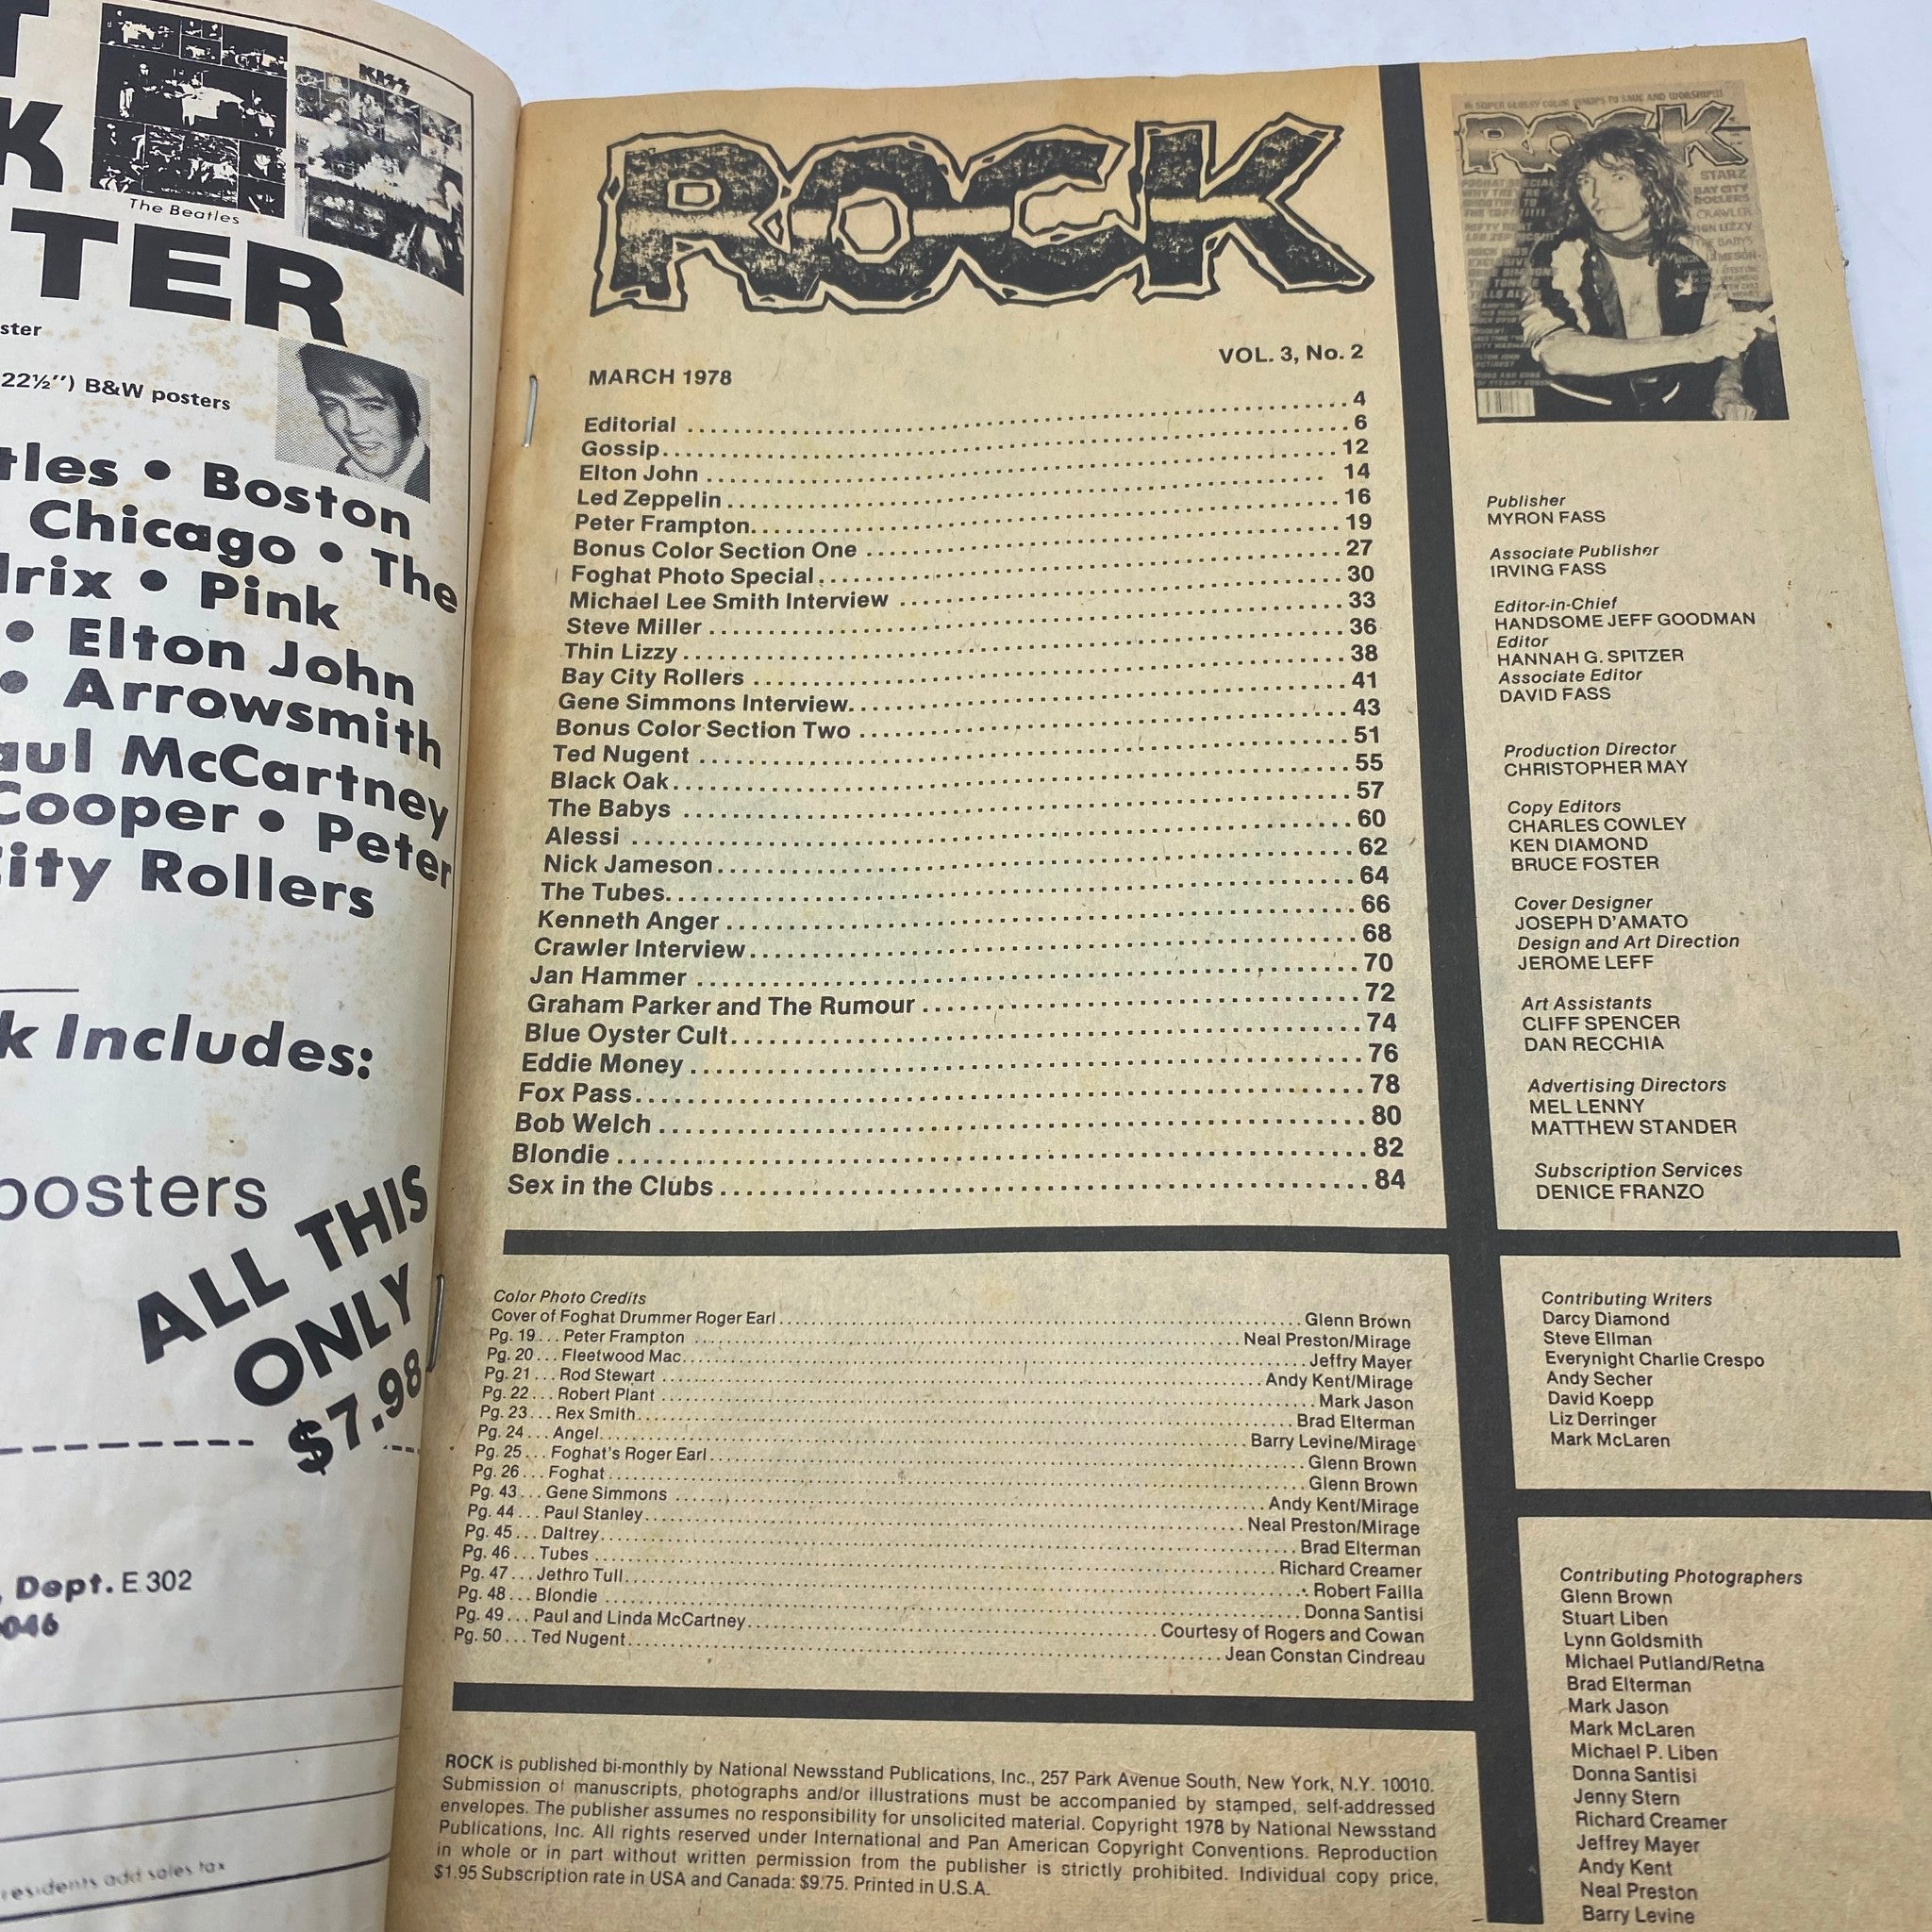 The Beatles
KISS
TER
ster
22½") B&W posters
tles • Boston
Chicago • The
drix • Pink
• Elton John
• Arrowsmith
aul McCartney
Cooper • Peter
City Rollers
k Includes:
posters
ALL THIS
ONLY
$7.98
, Dept. E 302
0046
residents add sales tax
ROCK
MARCH 1978
VOL. 3, No. 2
Editorial 4
Gossip 6
Elton John 12
Led Zeppelin 14
Peter Frampton 16
Bonus Color Section One 19
Foghat Photo Special 27
Michael Lee Smith Interview 30
Steve Miller 33
Thin Lizzy 36
Bay City Rollers 38
Gene Simmons Interview 41
Bonus Color Section Two 43
Ted Nugent 51
Black Oak 55
The Babys 57
Alessi 60
Nick Jameson 62
The Tubes 64
Kenneth Anger 66
Crawler Interview 68
Jan Hammer 70
Graham Parker and The Rumour 72
Blue Oyster Cult 74
Eddie Money 76
Fox Pass 78
Bob Welch 80
Blondie 82
Sex in the Clubs 84
Color Photo Credits
Cover of Foghat Drummer Roger Earl Glenn Brown
Pg. 19... Peter Frampton Neal Preston/Mirage
Pg. 20... Fleetwood Mac Jeffry Mayer
Pg. 21... Rod Stewart Andy Kent/Mirage
Pg. 22... Robert Plant Mark Jason
Pg. 23... Rex Smith Brad Elterman
Pg. 24... Angel Barry Levine/Mirage
Pg. 25... Foghat's Roger Earl Glenn Brown
Pg. 26... Foghat Glenn Brown
Pg. 43... Gene Simmons Andy Kent/Mirage
Pg. 44... Paul Stanley Neal Preston/Mirage
Pg. 45... Daltrey Brad Elterman
Pg. 46... Tubes Richard Creamer
Pg. 47... Jethro Tull Robert Failla
Pg. 48... Blondie Donna Santisi
Pg. 49... Paul and Linda McCartney Courtesy of Rogers and Cowan
Pg. 50... Ted Nugent Jean Constan Cindreau
ROCK is published bi-monthly by National Newsstand Publications, Inc., 257 Park Avenue South, New York, N.Y. 10010.
Submission of manuscripts, photographs and/or illustrations must be accompanied by stamped, self-addressed
envelopes. The publisher assumes no responsibility for unsolicited material. Copyright 1978 by National Newsstand
Publications, Inc. All rights reserved under International and Pan American Copyright Conventions. Reproduction
in whole or in part without written permission from the publisher is strictly prohibited. Individual copy price,
$1.95 Subscription rate in USA and Canada: $9.75. Printed in U.S.A.
SUPER GLOSSY COLOR PINUPS TO AND WORSHIP!!!
ROCK
STARZ
BAY CITY
ROLLERS
CRAWLER
THIN LIZZY
THE BABYS
NICK JAMESON
Publisher
MYRON FASS
Associate Publisher
IRVING FASS
Editor-in-Chief
HANDSOME JEFF GOODMAN
Editor
HANNAH G. SPITZER
Associate Editor
DAVID FASS
Production Director
CHRISTOPHER MAY
Copy Editors
CHARLES COWLEY
KEN DIAMOND
BRUCE FOSTER
Cover Designer
JOSEPH D'AMATO
Design and Art Direction
JEROME LEFF
Art Assistants
CLIFF SPENCER
DAN RECCHIA
Advertising Directors
MEL LENNY
MATTHEW STANDER
Subscription Services
DENICE FRANZO
Contributing Writers
Darcy Diamond
Steve Ellman
Everynight Charlie Crespo
Andy Secher
David Koepp
Liz Derringer
Mark McLaren
Contributing Photographers
Glenn Brown
Stuart Liben
Lynn Goldsmith
Michael Putland/Retna
Brad Elterman
Mark Jason
Mark McLaren
Michael P. Liben
Donna Santisi
Jenny Stern
Richard Creamer
Jeffrey Mayer
Andy Kent
Neal Preston
Barry Levine